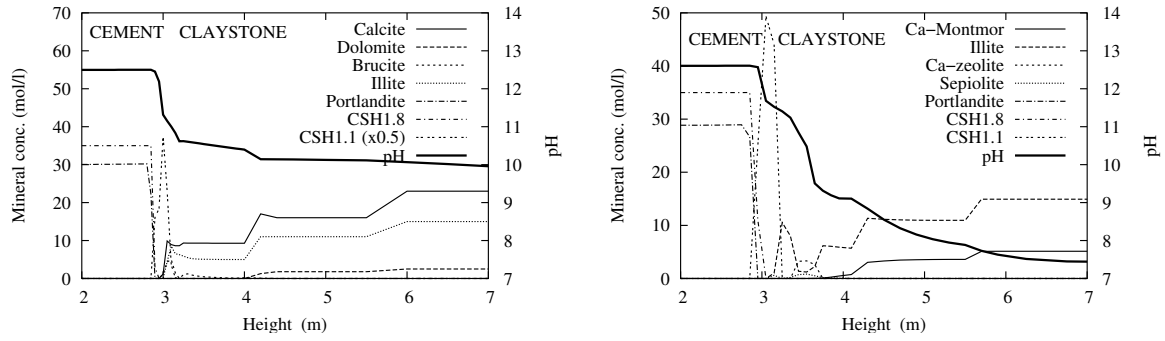 70
60
50
40
30
20
10
0
2
3
4
5
6
7
7
8
9
10
11
12
13
14
Mineral conc. (mol/l)
pH
Height (m)
CEMENT
CLAYSTONE
Calcite
Dolomite
Brucite
Illite
Portlandite
CSH1.8
CSH1.1 (x0.5)
pH
50
40
30
20
10
0
2
3
4
5
6
7
7
8
9
10
11
12
13
14
Mineral conc. (mol/l)
pH
Height (m)
CEMENT
CLAYSTONE
Ca−Montmor
Illite
Ca−zeolite
Sepiolite
Portlandite
CSH1.8
CSH1.1
pH